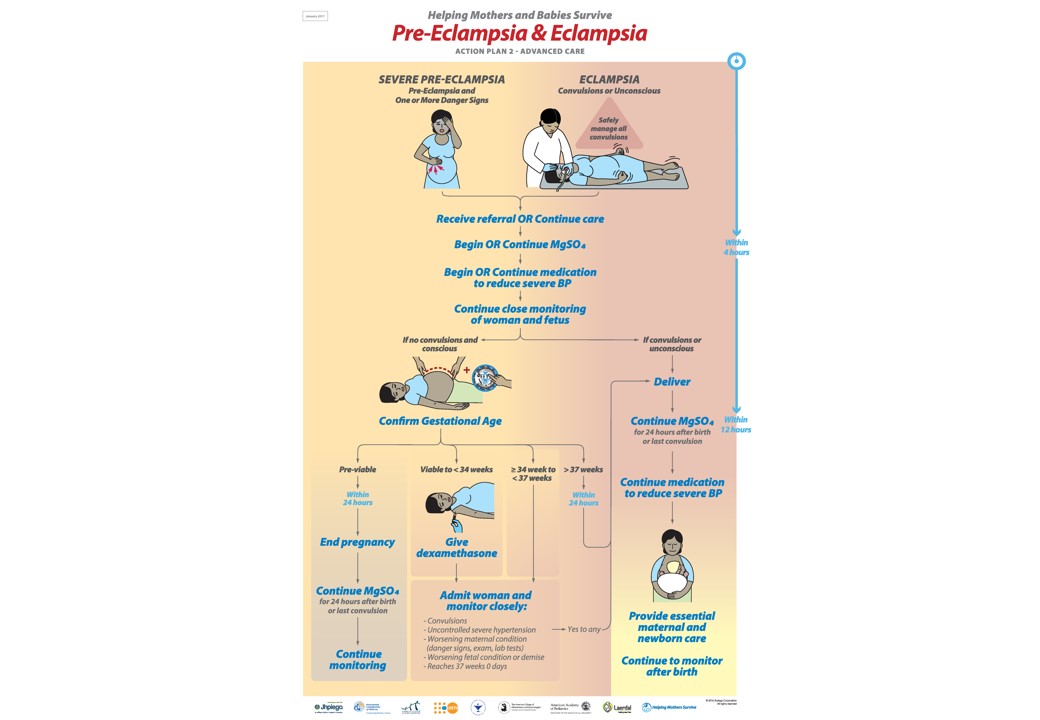 January 2017
Helping Mothers and Babies Survive
Pre-Eclampsia & Eclampsia
ACTION PLAN 2 - ADVANCED CARE
SEVERE PRE-ECLAMPSIA
Pre-Eclampsia and
One or More Danger Signs
ECLAMPSIA
Convulsions or Unconscious
Safely
manage all
convulsions
Receive referral OR Continue care
Begin OR Continue MgSO₄
Within
4 hours
Begin OR Continue medication
to reduce severe BP
Continue close monitoring
of woman and fetus
If no convulsions and
conscious
If convulsions or
unconscious
+
Confirm Gestational Age
Deliver
Within
12 hours
Continue MgSO₄
for 24 hours after birth
or last convulsion
Continue medication
to reduce severe BP
Pre-viable
Within
24 hours
End pregnancy
Continue MgSO₄
for 24 hours after birth
or last convulsion
Continue
monitoring
Viable to < 34 weeks
Give
dexamethasone
≥ 34 week to
< 37 weeks
> 37 weeks
Within
24 hours
Admit woman and
monitor closely:
- Convulsions
- Uncontrolled severe hypertension
- Worsening maternal condition
(danger signs, exam, lab tests)
- Worsening fetal condition or demise
- Reaches 37 weeks 0 days
Yes to any
Provide essential
maternal and
newborn care
Continue to monitor
after birth
Jhpiego
American Academy
of Pediatrics
Laerdal
Helping Mothers Survive